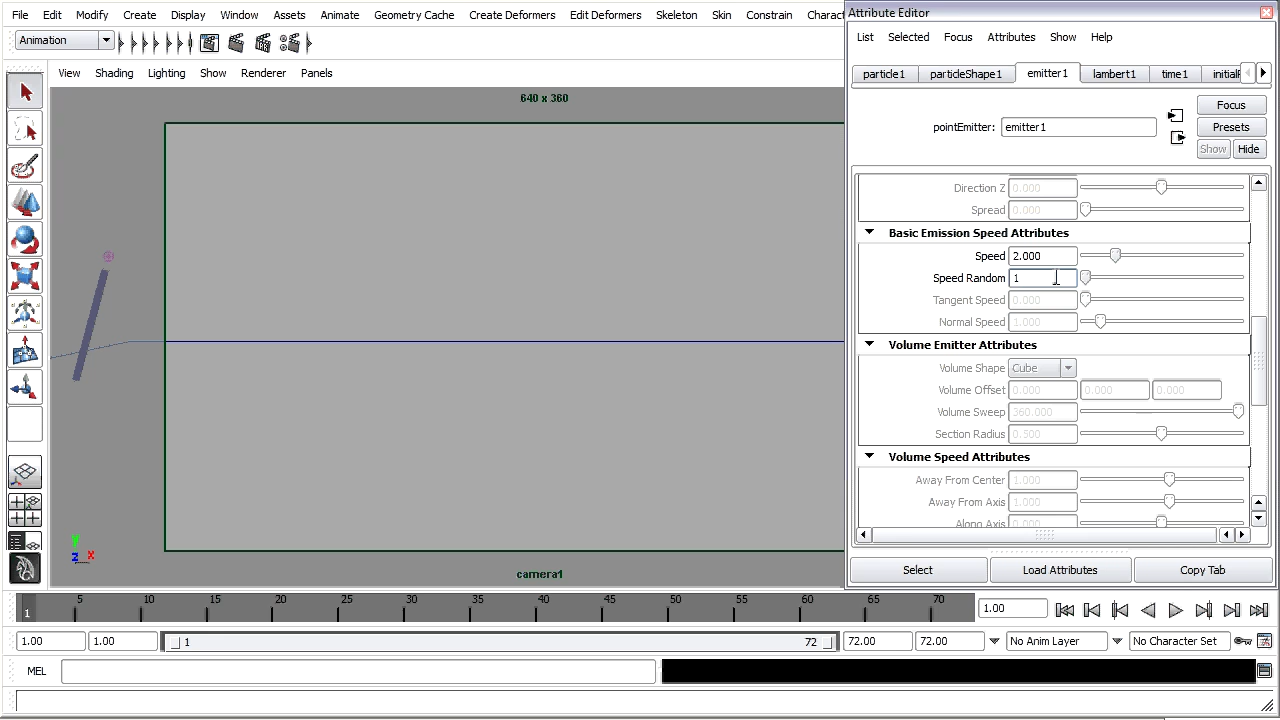 File Edit Modify Create Display Window Assets Animate Geometry Cache Create Deformers Edit Deformers Skeleton Skin Constrain
Attribute Editor
Animation
List Selected Focus Attributes Show Help
View Shading Lighting Show Renderer Panels
particle1 particleShape1 emitter1 lambert1 time1
640 x 360
Focus
pointEmitter: emitter1
Presets
Show Hide
Direction Z 0.000
Spread 0.000
Basic Emission Speed Attributes
Speed 2.000
Speed Random 1
Tangent Speed 0.000
Normal Speed 1.000
Volume Emitter Attributes
Volume Shape Cube
Volume Offset 0.000 0.000 0.000
Volume Sweep 360.000
Section Radius 0.500
Volume Speed Attributes
Away From Center 1.000
Away From Axis 1.000
Along Axis 0.000
y
z x
camera1
Select Load Attributes Copy Tab
1 5 10 15 20 25 30 35 40 45 50 55 60 65 70
1.00
1.00 1.00 1 72 72.00 72.00 No Anim Layer No Character Set
MEL